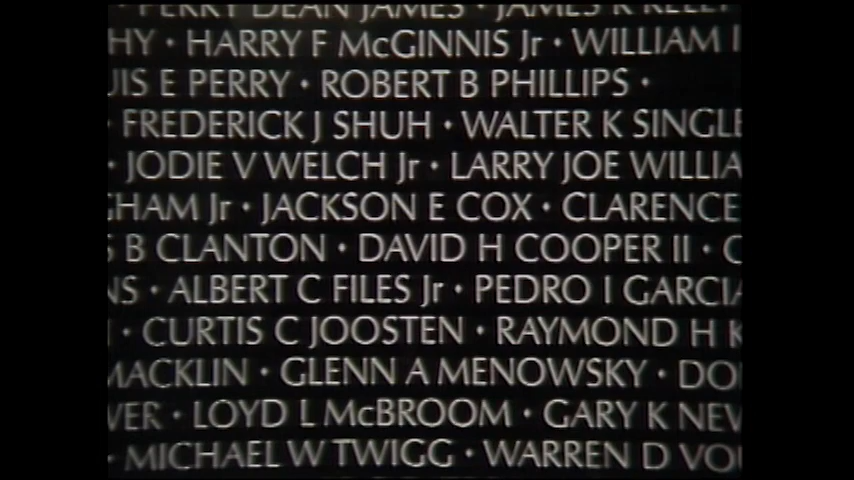 PERRY DEAN JAMES • JAMES R KELLY
HY • HARRY F McGINNIS Jr • WILLIAM
E PERRY • ROBERT B PHILLIPS •
• FREDERICK J SHUH • WALTER K SINGLE
• JODIE V WELCH Jr • LARRY JOE WILLIA
GHAM Jr • JACKSON E COX • CLARENCE
B CLANTON • DAVID H COOPER II • C
NS • ALBERT C FILES Jr • PEDRO I GARCIA
• CURTIS C JOOSTEN • RAYMOND H K
MACKLIN • GLENN A MENOWSKY • DO
VER • LOYD L McBROOM • GARY K NEV
• MICHAEL W TWIGG • WARREN D VO